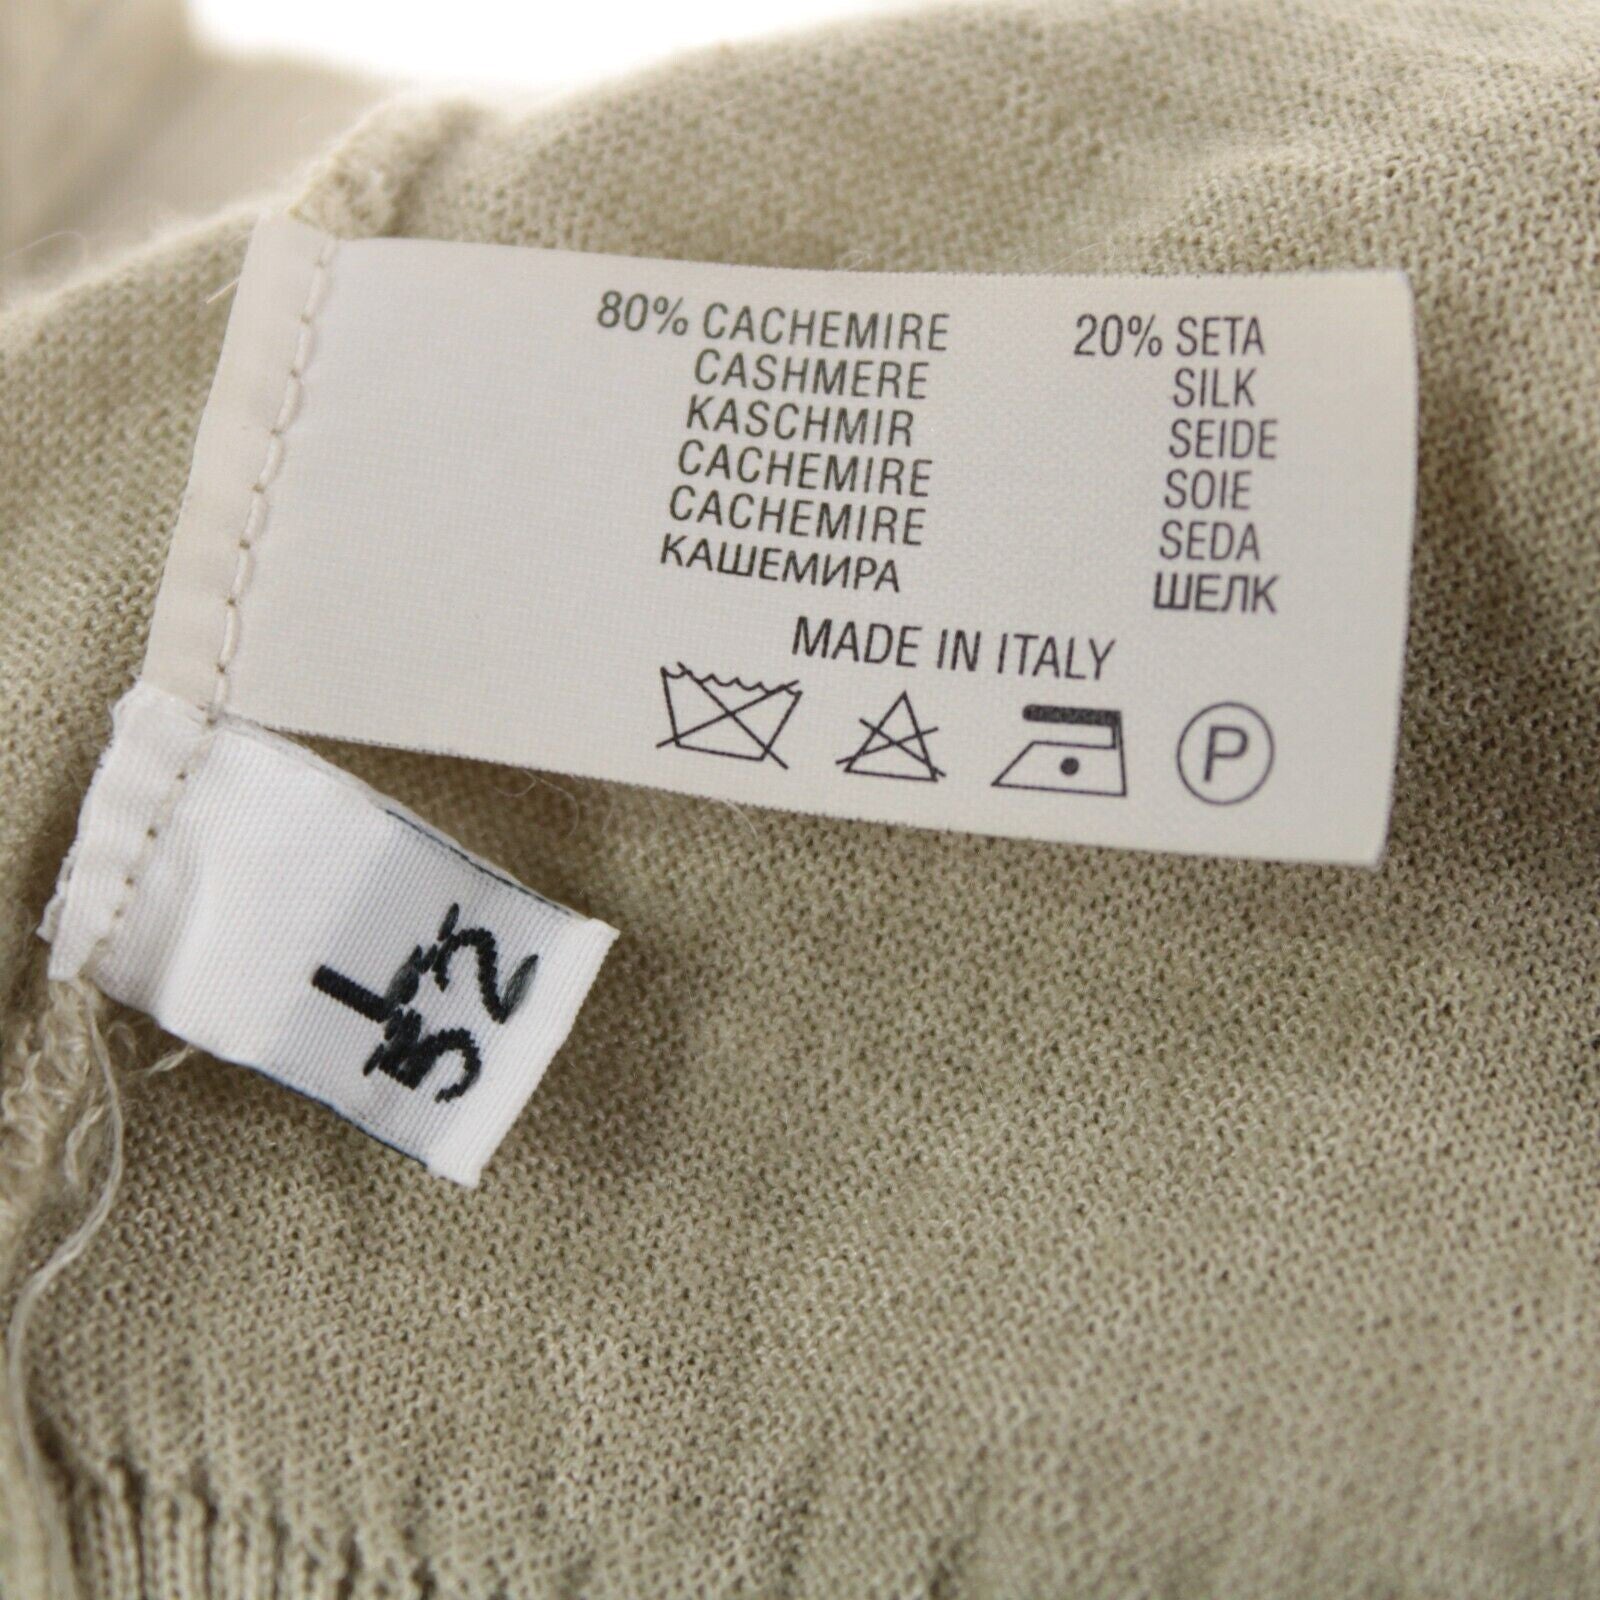 80% CACHEMIRE 20% SETA
CASHMERE SILK
KASCHMIR SEIDE
CACHEMIRE SOIE
CACHEMIRE SEDA
КАШЕМИРА ШЕЛК
MADE IN ITALY
P
L
52